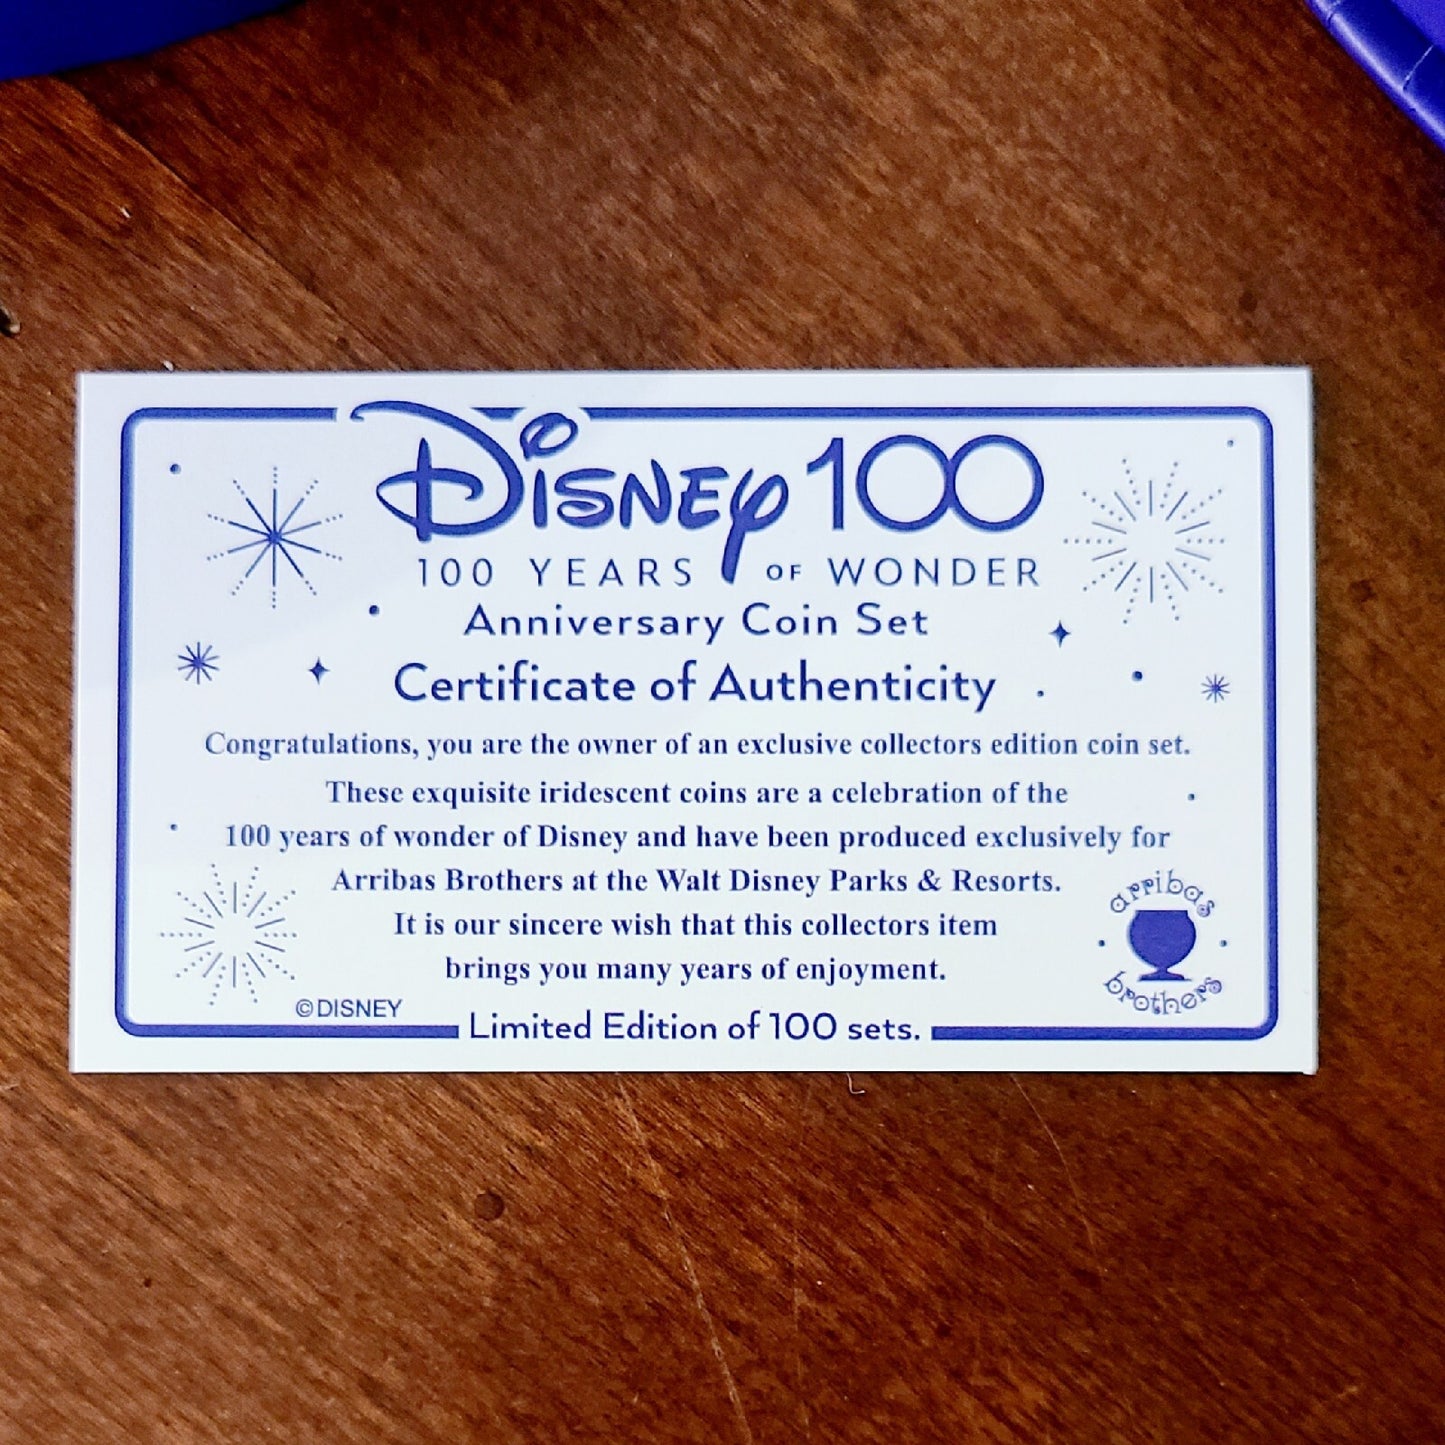 Disney 100
100 YEARS OF WONDER
Anniversary Coin Set
Certificate of Authenticity
Congratulations, you are the owner of an exclusive collectors edition coin set.
These exquisite iridescent coins are a celebration of the
100 years of wonder of Disney and have been produced exclusively for
Arribas Brothers at the Walt Disney Parks & Resorts.
It is our sincere wish that this collectors item
brings you many years of enjoyment.
arribas
brothers
©DISNEY
Limited Edition of 100 sets.